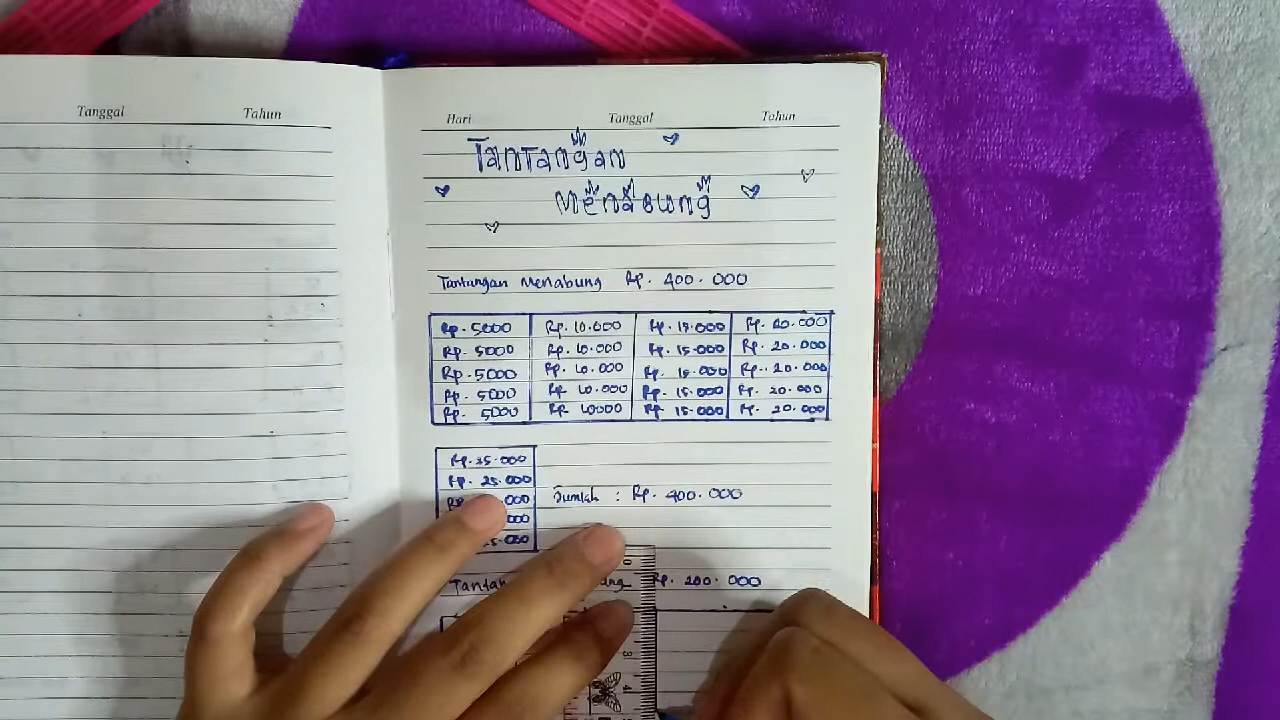 Tanggal Tahun
Hari Tanggal Tahun
Tantangan
Menabung
Tantangan Menabung Rp. 400.000
Rp. 5000 Rp. 10.000 Rp. 15.000 Rp. 20.000
Rp. 5000 Rp. 10.000 Rp. 15.000 Rp. 20.000
Rp. 5000 Rp. 10.000 Rp. 15.000 Rp. 20.000
Rp. 5000 Rp 10.000 Rp. 15.000 Rp. 20.000
Rp. 5000 Rp 10000 Rp. 15.000 Rp. 20.000
Rp. 25.000
Rp. 25.000
Jumlah : Rp. 400.000
Rp. 200.000